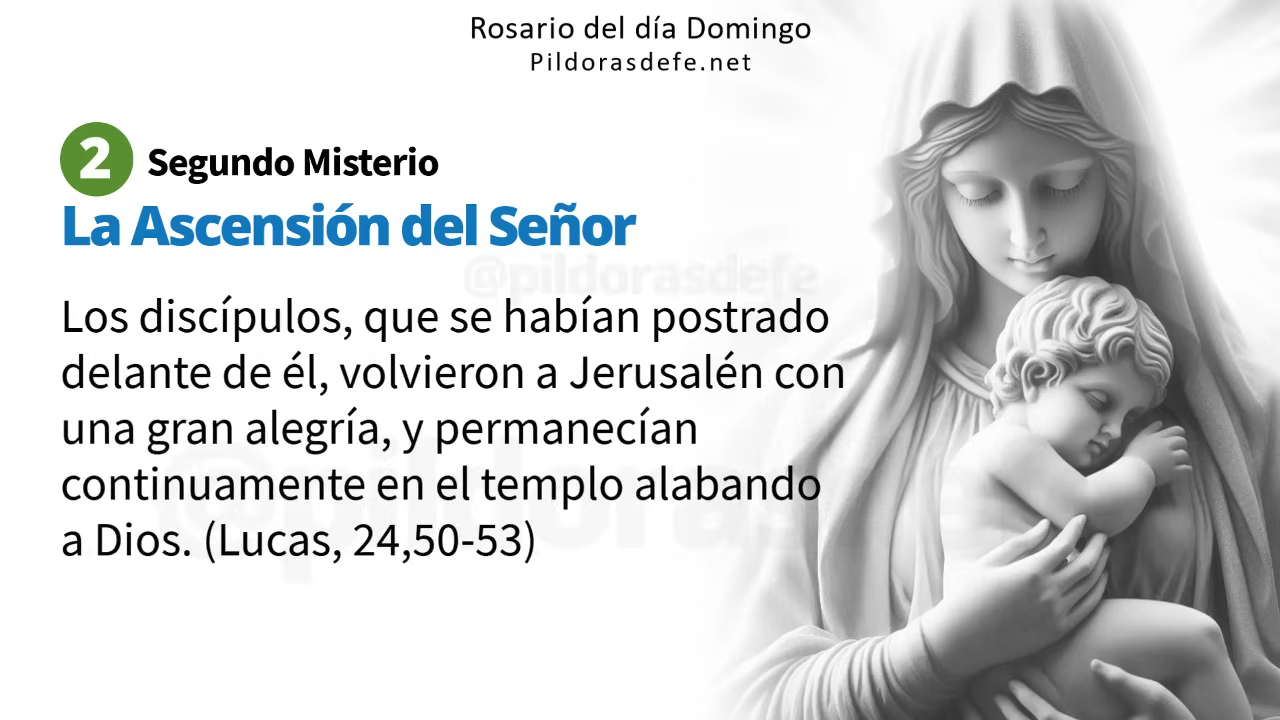 Rosario del día Domingo
Pildorasdefe.net
2 Segundo Misterio
La Ascensión del Señor
@pildorasdefe
Los discípulos, que se habían postrado
delante de él, volvieron a Jerusalén con
una gran alegría, y permanecían
continuamente en el templo alabando
a Dios. (Lucas, 24,50-53)